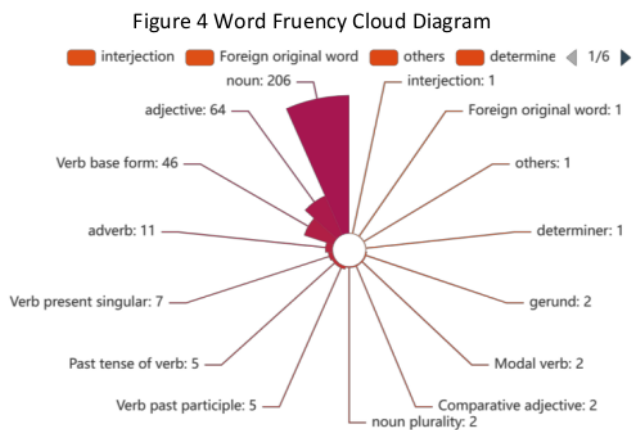 Figure 4 Word Fruency Cloud Diagram
interjection Foreign original word others determine 1/6
noun: 206
interjection: 1
adjective: 64
Foreign original word: 1
Verb base form: 46
others: 1
adverb: 11
determiner: 1
Verb present singular: 7
gerund: 2
Past tense of verb: 5
Modal verb: 2
Verb past participle: 5
Comparative adjective: 2
noun plurality: 2